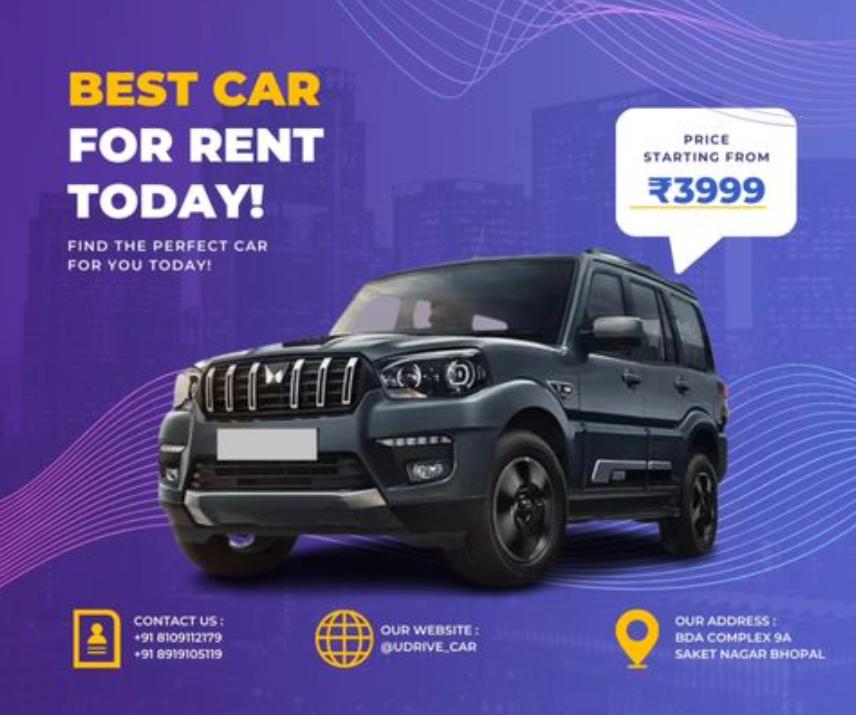 BEST CAR
FOR RENT
TODAY!
FIND THE PERFECT CAR
FOR YOU TODAY!
PRICE
STARTING FROM
₹3999
CONTACT US :
+91 8109112179
+91 8919105119
OUR WEBSITE :
@UDRIVE_CAR
OUR ADDRESS :
BDA COMPLEX 9A
SAKET NAGAR BHOPAL